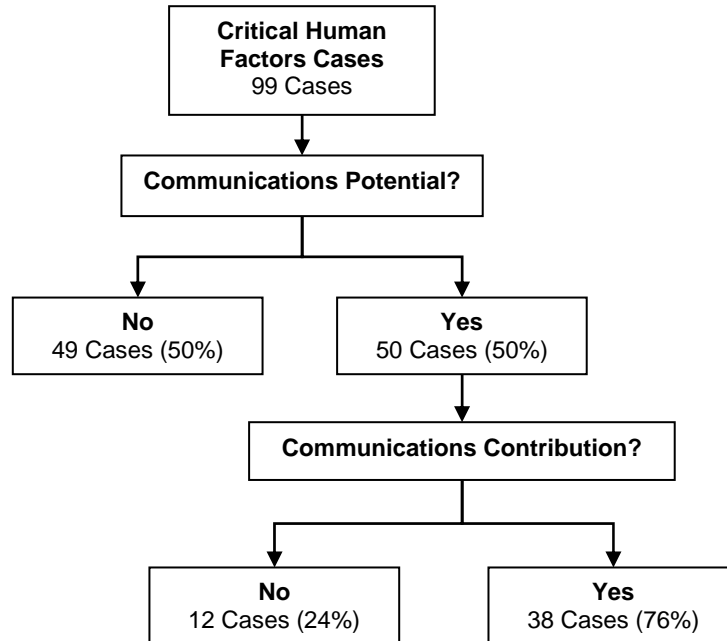 Critical Human
Factors Cases
99 Cases
Communications Potential?
No
49 Cases (50%)
Yes
50 Cases (50%)
Communications Contribution?
No
12 Cases (24%)
Yes
38 Cases (76%)